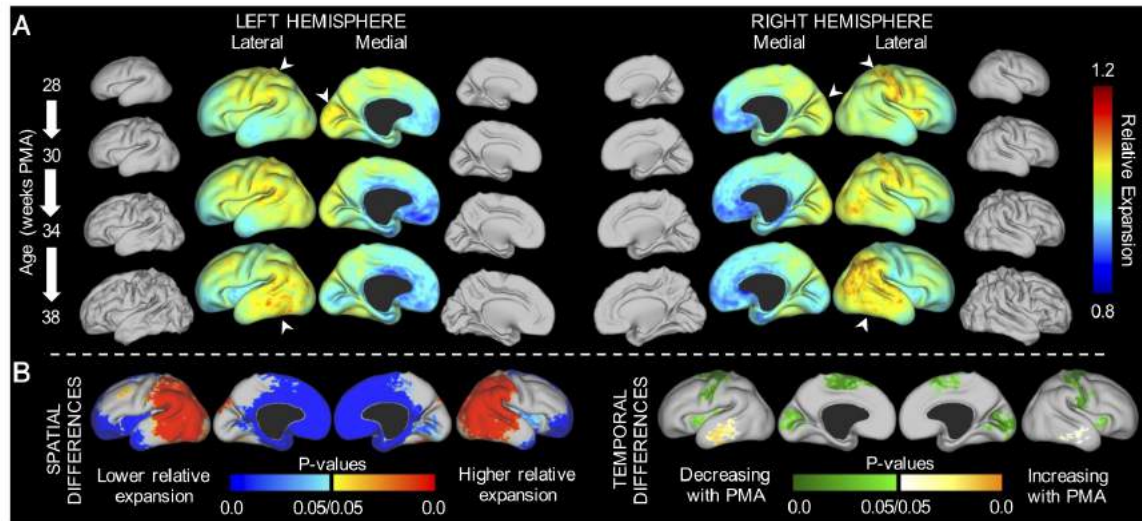 A
LEFT HEMISPHERE
Lateral
Medial
RIGHT HEMISPHERE
Medial
Lateral
Age (weeks PMA)
28
30
34
38
1.2
Relative Expansion
0.8
B
SPATIAL
DIFFERENCES
Lower relative
expansion
P-values
0.0
0.05/0.05
0.0
Higher relative
expansion
TEMPORAL
DIFFERENCES
Decreasing
with PMA
P-values
0.0
0.05/0.05
0.0
Increasing
with PMA